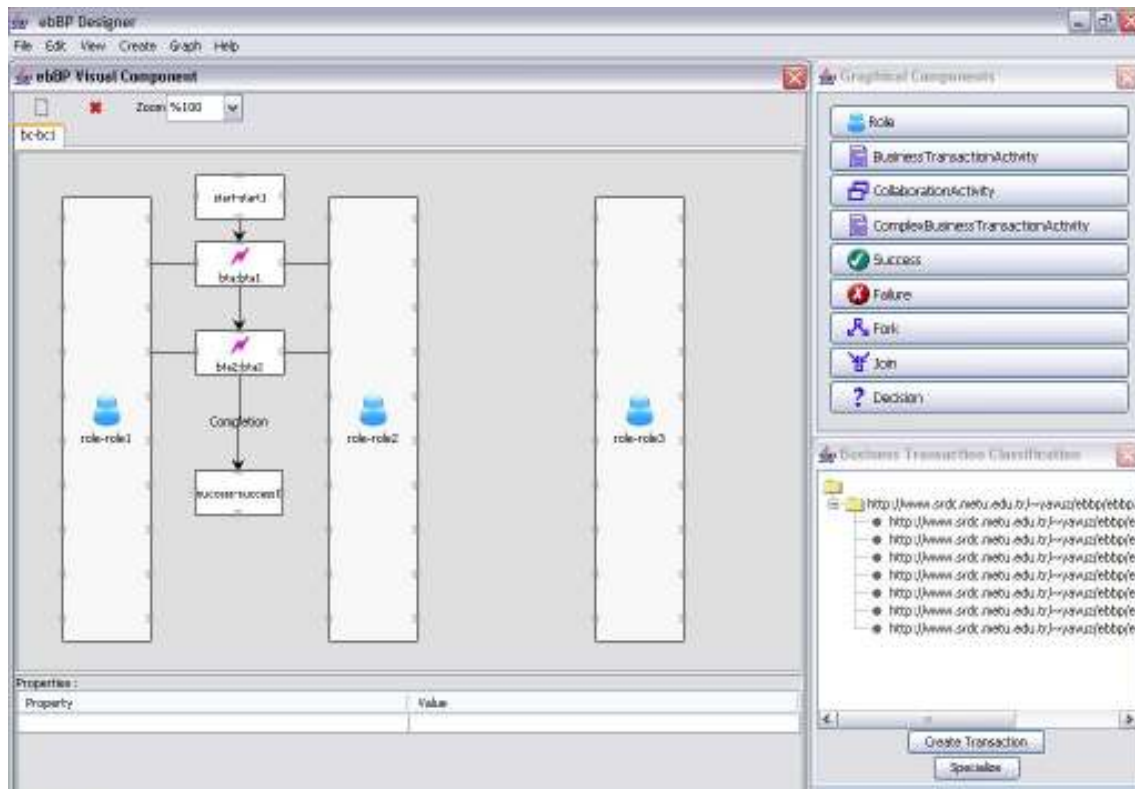 ebBP Designer
File Edit View Create Graph Help
ebBP Visual Component
Zoom %100
bc-bc1
start-start1
bta:bta1
bta2:bta2
Completion
success-success1
role-role1
role-role2
role-role3
Properties :
Property Value
Graphical Components
Role
BusinessTransactionActivity
CollaborationActivity
ComplexBusinessTransactionActivity
Success
Failure
Fork
Join
Decision
Business Transaction Classification
http://www.srdc.metu.edu.tr/~yavuz/ebbp/ebbp.
http://www.srdc.metu.edu.tr/~yavuz/ebbp/e
http://www.srdc.metu.edu.tr/~yavuz/ebbp/e
http://www.srdc.metu.edu.tr/~yavuz/ebbp/e
http://www.srdc.metu.edu.tr/~yavuz/ebbp/e
http://www.srdc.metu.edu.tr/~yavuz/ebbp/e
http://www.srdc.metu.edu.tr/~yavuz/ebbp/e
http://www.srdc.metu.edu.tr/~yavuz/ebbp/e
Create Transaction
Specialize